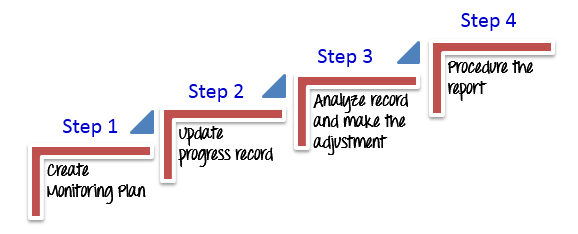 Step 1
Create
Monitoring Plan
Step 2
Update
progress record
Step 3
Analyze record
and make the
adjustment
Step 4
Procedure the
report